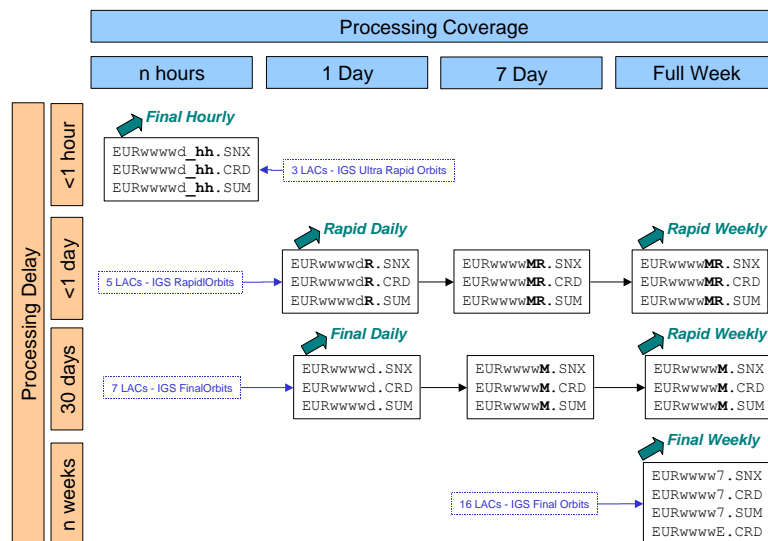 Processing Coverage
n hours
1 Day
7 Day
Full Week
Processing Delay
<1 hour
Final Hourly
EURwwwwd_hh.SNX
EURwwwwd_hh.CRD
EURwwwwd_hh.SUM
3 LACs - IGS Ultra Rapid Orbits
<1 day
5 LACs - IGS RapidlOrbits
Rapid Daily
EURwwwwdR.SNX
EURwwwwdR.CRD
EURwwwwdR.SUM
EURwwwwMR.SNX
EURwwwwMR.CRD
EURwwwwMR.SUM
Rapid Weekly
EURwwwwMR.SNX
EURwwwwMR.CRD
EURwwwwMR.SUM
30 days
7 LACs - IGS FinalOrbits
Final Daily
EURwwwwd.SNX
EURwwwwd.CRD
EURwwwwd.SUM
EURwwwwM.SNX
EURwwwwM.CRD
EURwwwwM.SUM
Rapid Weekly
EURwwwwM.SNX
EURwwwwM.CRD
EURwwwwM.SUM
n weeks
16 LACs - IGS Final Orbits
Final Weekly
EURwwww7.SNX
EURwwww7.CRD
EURwwww7.SUM
EURwwwwE.CRD